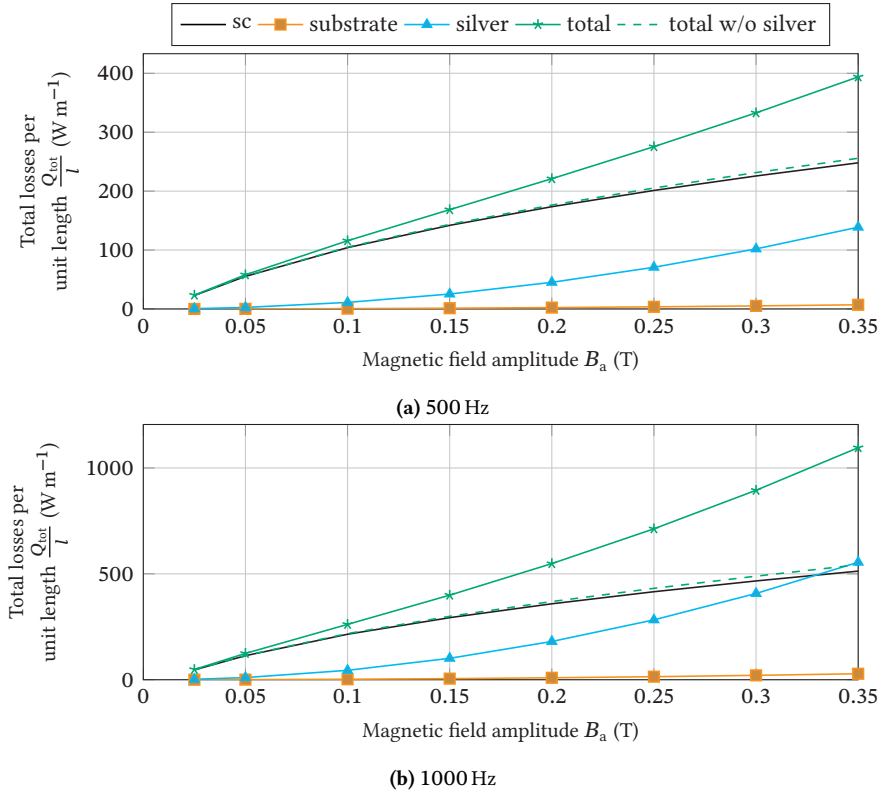 sc substrate silver total total w/o silver
400
300
200
100
0
Total losses per
unit length Q_tot/l (W m⁻¹)
0 0.05 0.1 0.15 0.2 0.25 0.3 0.35
Magnetic field amplitude B_a (T)
(a) 500 Hz
1000
500
0
Total losses per
unit length Q_tot/l (W m⁻¹)
0 0.05 0.1 0.15 0.2 0.25 0.3 0.35
Magnetic field amplitude B_a (T)
(b) 1000 Hz